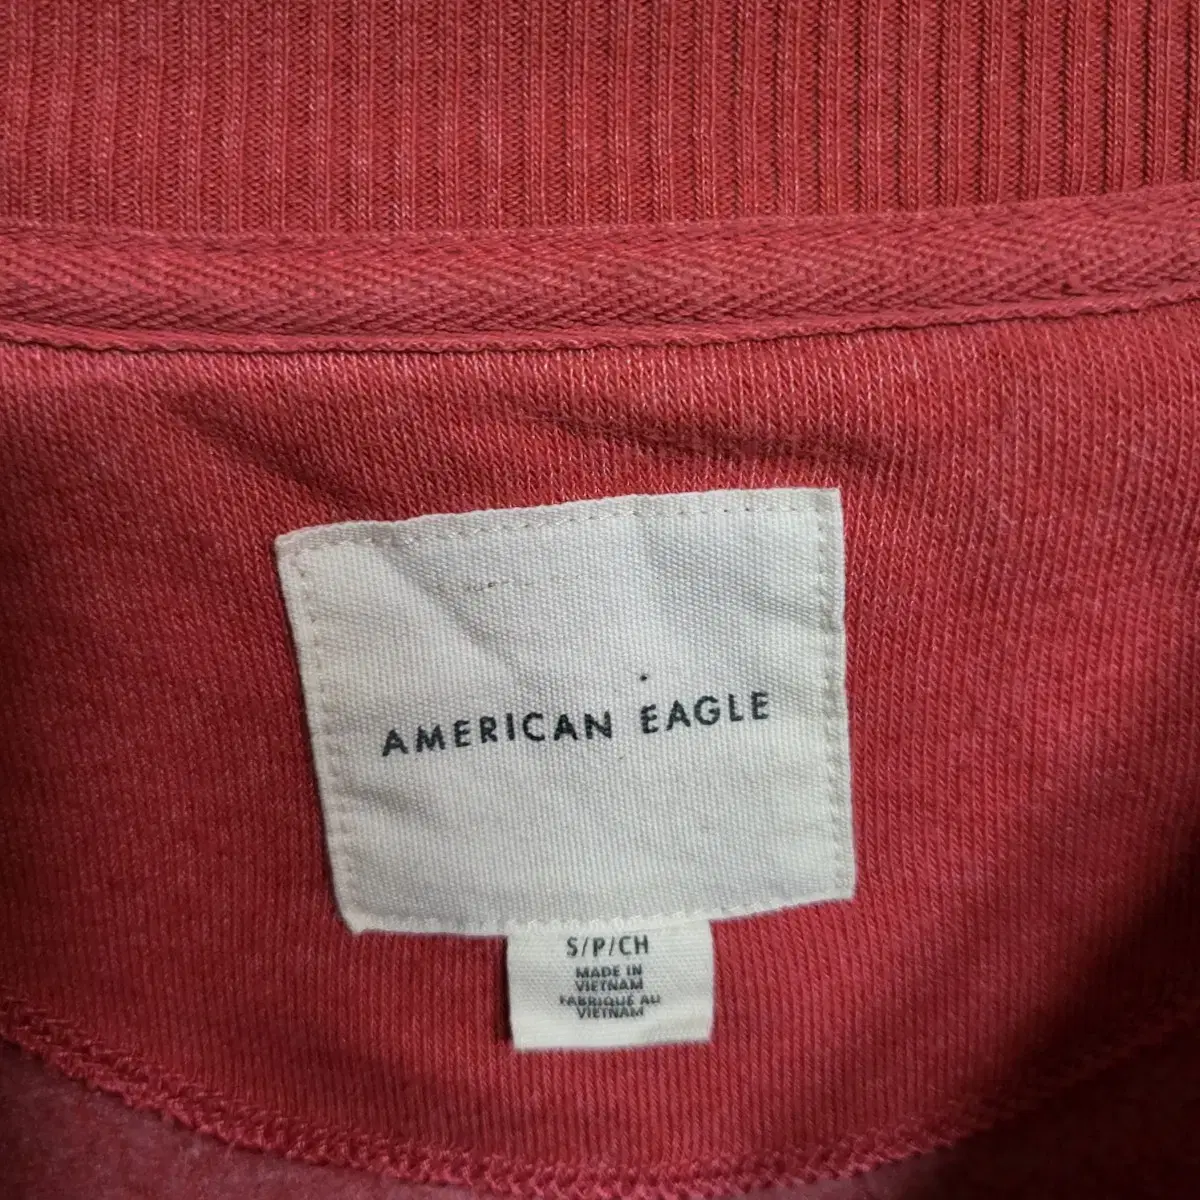 AMERICAN EAGLE
S/P/CH
MADE IN
VIETNAM
FABRIQUÉ AU
VIETNAM